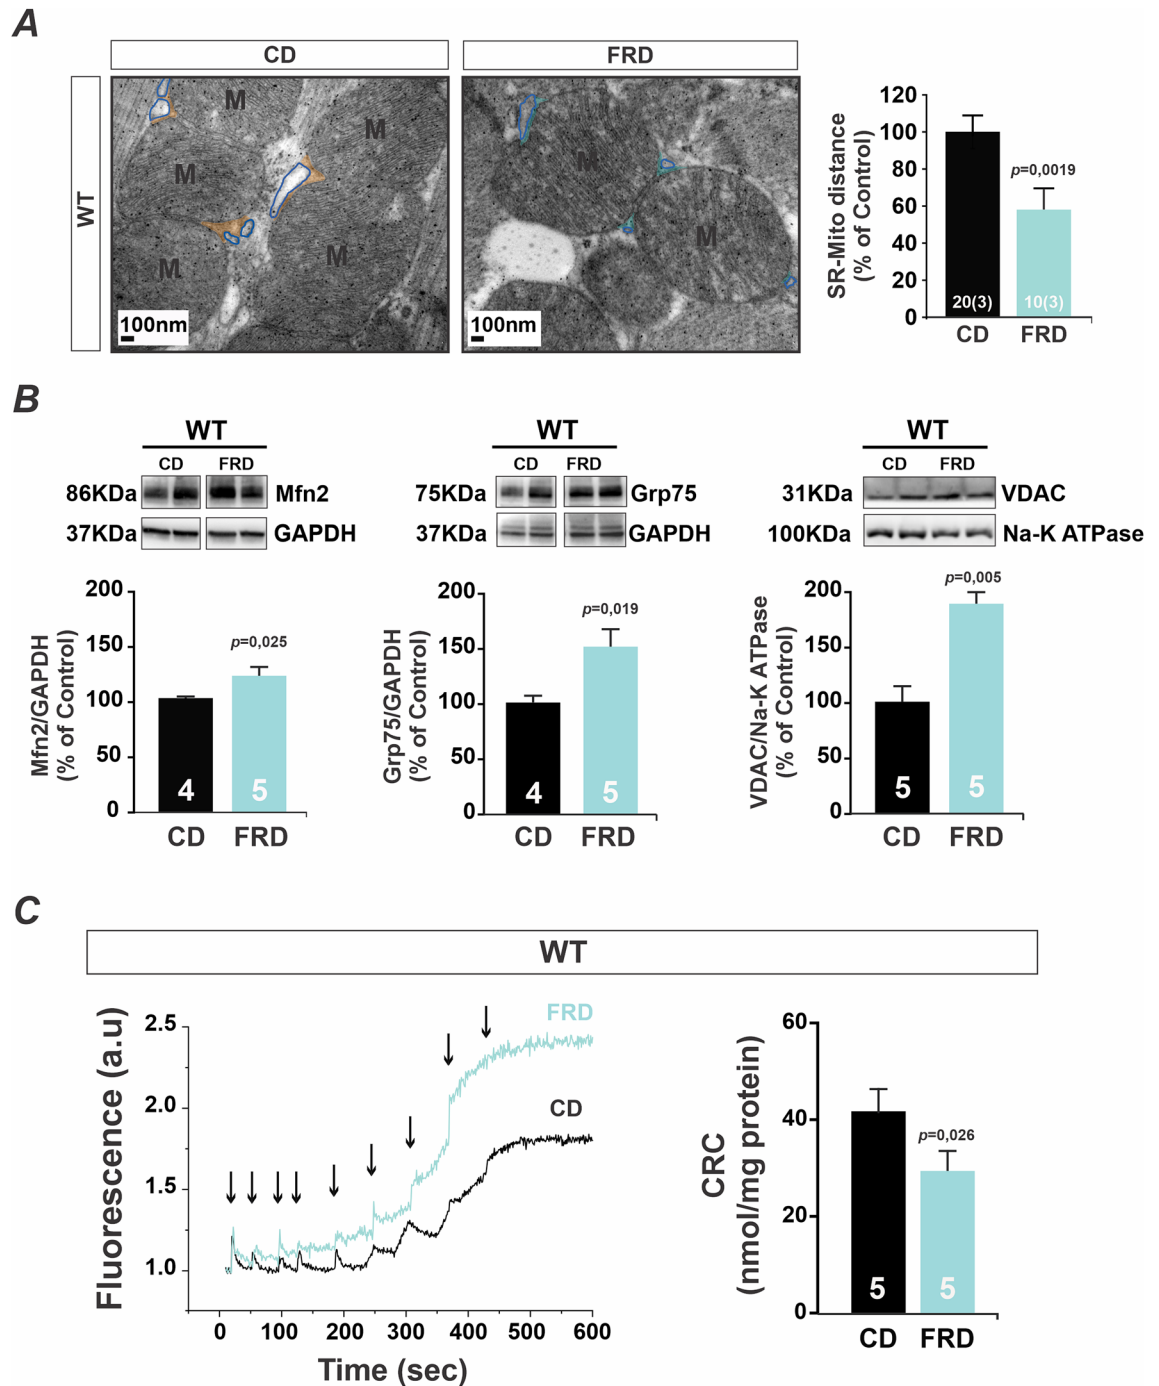 A
CD
FRD
WT
M
M
M
M
M
100nm
M
M
100nm
SR-Mito distance
(% of Control)
120
100
80
60
40
20
0
p=0,0019
20(3)
10(3)
CD
FRD
B
WT
CD
FRD
86KDa
Mfn2
37KDa
GAPDH
Mfn2/GAPDH
(% of Control)
200
150
100
50
0
p=0,025
4
5
CD
FRD
WT
CD
FRD
75KDa
Grp75
37KDa
GAPDH
Grp75/GAPDH
(% of Control)
200
150
100
50
0
p=0,019
4
5
CD
FRD
WT
CD
FRD
31KDa
VDAC
100KDa
Na-K ATPase
VDAC/Na-K ATPase
(% of Control)
200
150
100
50
0
p=0,005
5
5
CD
FRD
C
WT
Fluorescence (a.u)
2.5
2.0
1.5
1.0
FRD
CD
0
100
200
300
400
500
600
Time (sec)
CRC
(nmol/mg protein)
60
40
20
0
p=0,026
5
5
CD
FRD